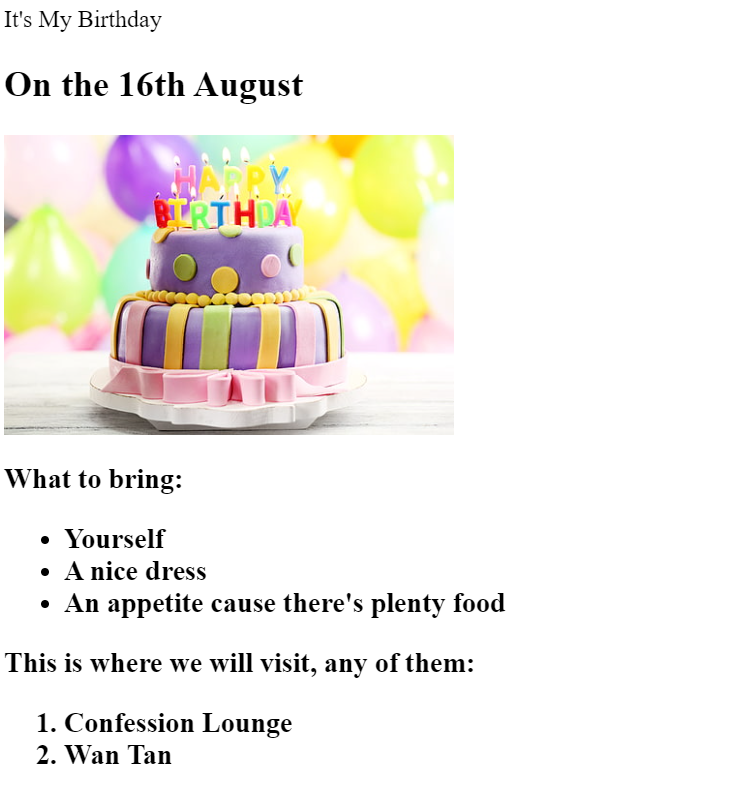 It's My Birthday
On the 16th August
HAPPY
BIRTHDAY
What to bring:
• Yourself
• A nice dress
• An appetite cause there's plenty food
This is where we will visit, any of them:
1. Confession Lounge
2. Wan Tan